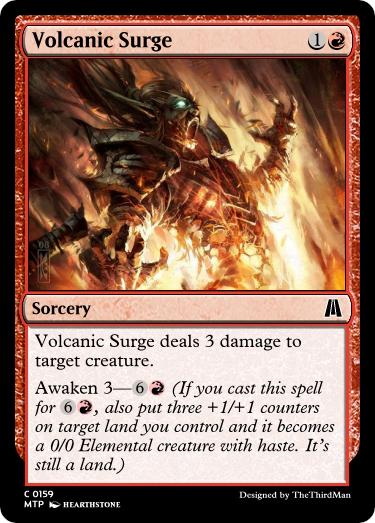 Volcanic Surge 1
Sorcery
Volcanic Surge deals 3 damage to
target creature.
Awaken 3—6 (If you cast this spell
for 6 , also put three +1/+1 counters
on target land you control and it becomes
a 0/0 Elemental creature with haste. It's
still a land.)
C 0159
MTP HEARTHSTONE
Designed by TheThirdMan